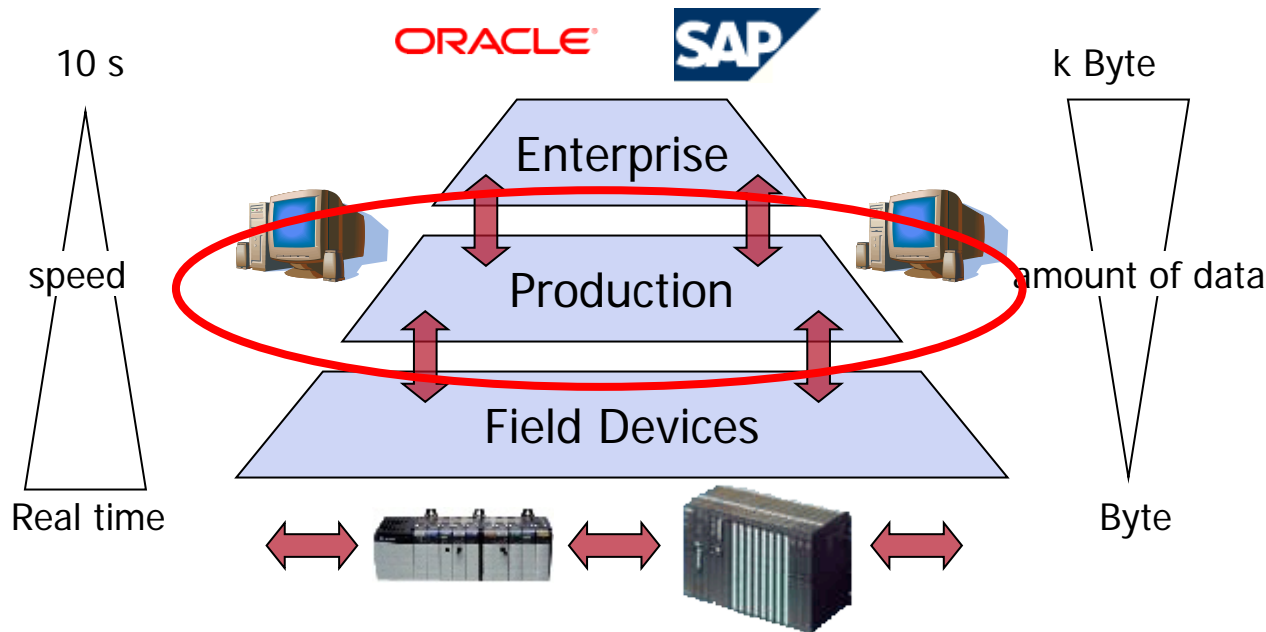 ORACLE®
SAP
10 s
k Byte
Enterprise
speed
Production
amount of data
Field Devices
Real time
Byte